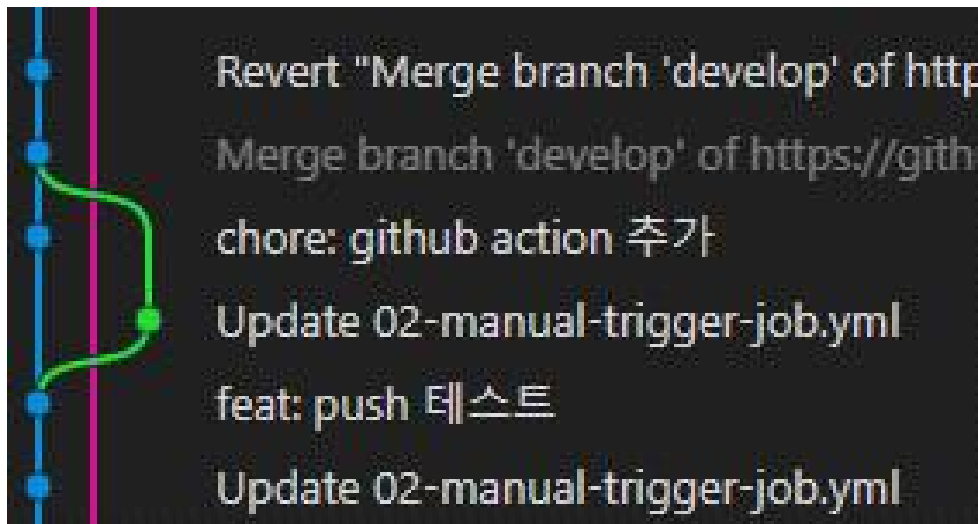 Revert "Merge branch 'develop' of http
Merge branch 'develop' of https://gith
chore: github action 추가
Update 02-manual-trigger-job.yml
feat: push 테스트
Update 02-manual-trigger-job.yml